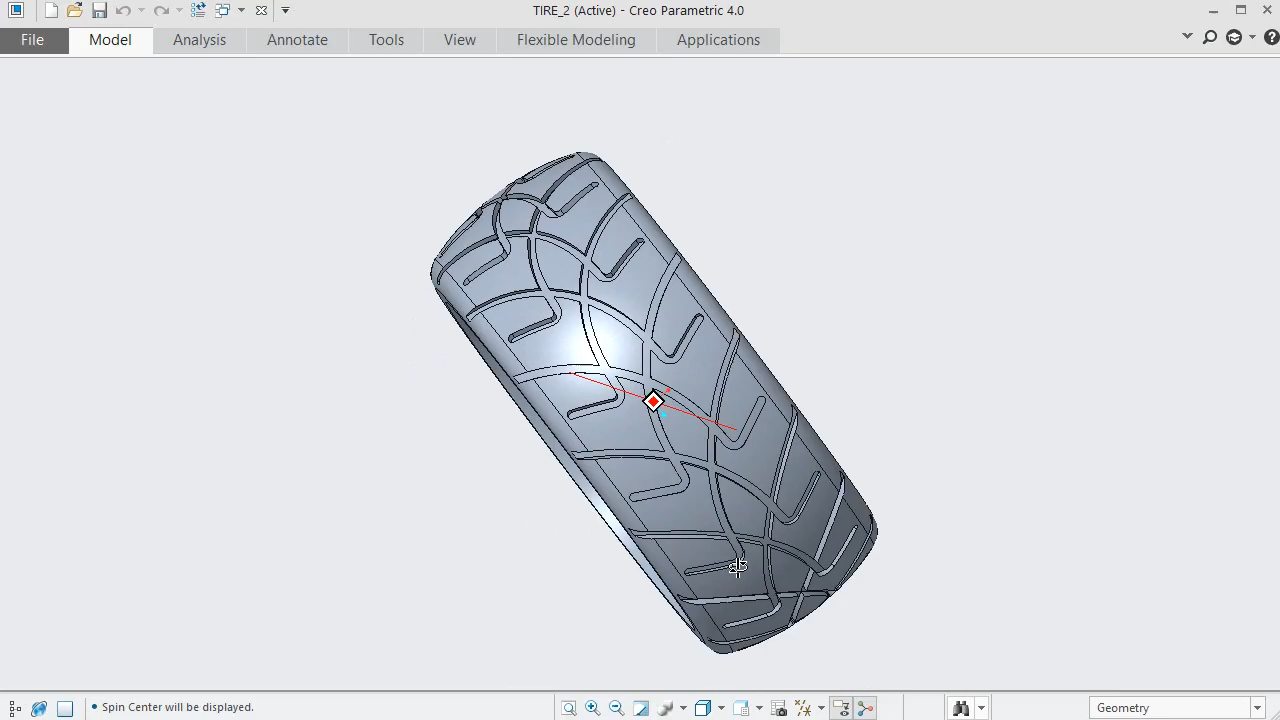 TIRE_2 (Active) - Creo Parametric 4.0
File Model Analysis Annotate Tools View Flexible Modeling Applications
• Spin Center will be displayed.
Geometry